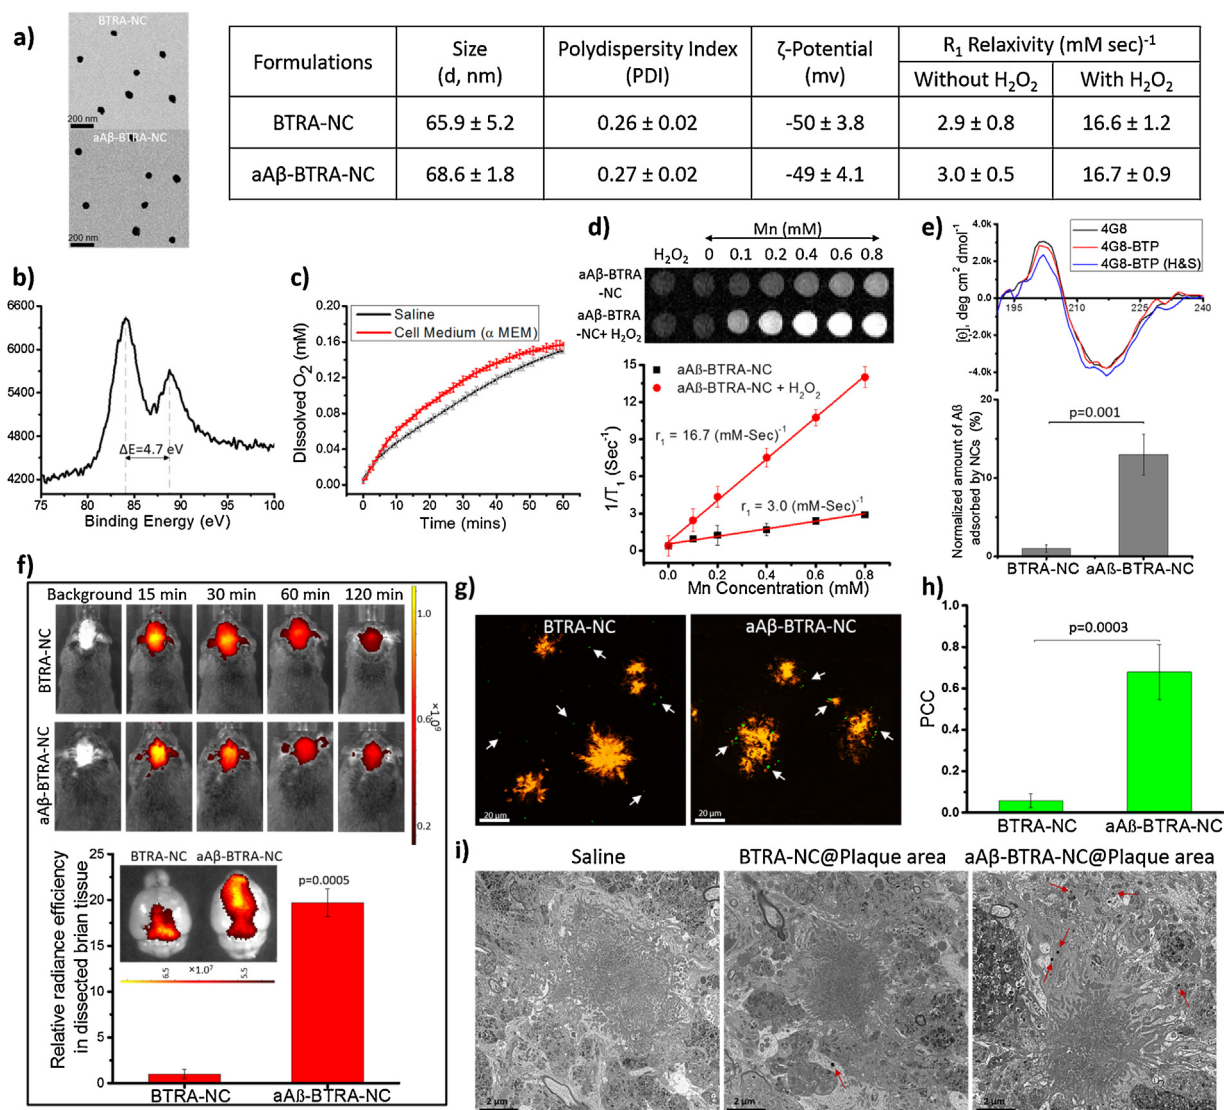 a)
BTRA-NC
200 nm
aAβ-BTRA-NC
200 nm
Formulations
Size
(d, nm)
Polydispersity Index
(PDI)
ζ-Potential
(mv)
R₁ Relaxivity (mM sec)⁻¹
Without H₂O₂
With H₂O₂
BTRA-NC
65.9 ± 5.2
0.26 ± 0.02
-50 ± 3.8
2.9 ± 0.8
16.6 ± 1.2
aAβ-BTRA-NC
68.6 ± 1.8
0.27 ± 0.02
-49 ± 4.1
3.0 ± 0.5
16.7 ± 0.9
b)
6600
6000
5400
4800
4200
ΔE=4.7 eV
75 80 85 90 95 100
Binding Energy (eV)
c)
Dissolved O₂ (mM)
0.20
0.16
0.12
0.08
0.04
0.00
Saline
Cell Medium (α MEM)
0 10 20 30 40 50 60
Time (mins)
d)
Mn (mM)
H₂O₂ 0 0.1 0.2 0.4 0.6 0.8
aAβ-BTRA
-NC
aAβ-BTRA
-NC+ H₂O₂
1/T₁ (Sec⁻¹)
15
12
9
6
3
0
aAβ-BTRA-NC
aAβ-BTRA-NC + H₂O₂
r₁ = 16.7 (mM-Sec)⁻¹
r₁ = 3.0 (mM-Sec)⁻¹
0.0 0.2 0.4 0.6 0.8
Mn Concentration (mM)
e)
[θ], deg cm² dmol⁻¹
4.0k
2.0k
0.0
-2.0k
-4.0k
4G8
4G8-BTP
4G8-BTP (H&S)
195 210 225 240
Normalized amount of Aβ
adsorbed by NCs (%)
20
10
0
p=0.001
BTRA-NC
aAβ-BTRA-NC
f)
Background 15 min 30 min 60 min 120 min
BTRA-NC
aAβ-BTRA-NC
1.0
0.6
×1.0⁹
0.2
Relative radiance efficiency
in dissected brian tissue
25
20
15
10
5
0
BTRA-NC aAβ-BTRA-NC
6.5 ×1.0⁷ 5.5
p=0.0005
BTRA-NC
aAβ-BTRA-NC
g)
BTRA-NC
20 μm
aAβ-BTRA-NC
20 μm
h)
PCC
1.0
0.8
0.6
0.4
0.2
0.0
p=0.0003
BTRA-NC
aAβ-BTRA-NC
i)
Saline
2 μm
BTRA-NC@Plaque area
2 μm
aAβ-BTRA-NC@Plaque area
2 μm